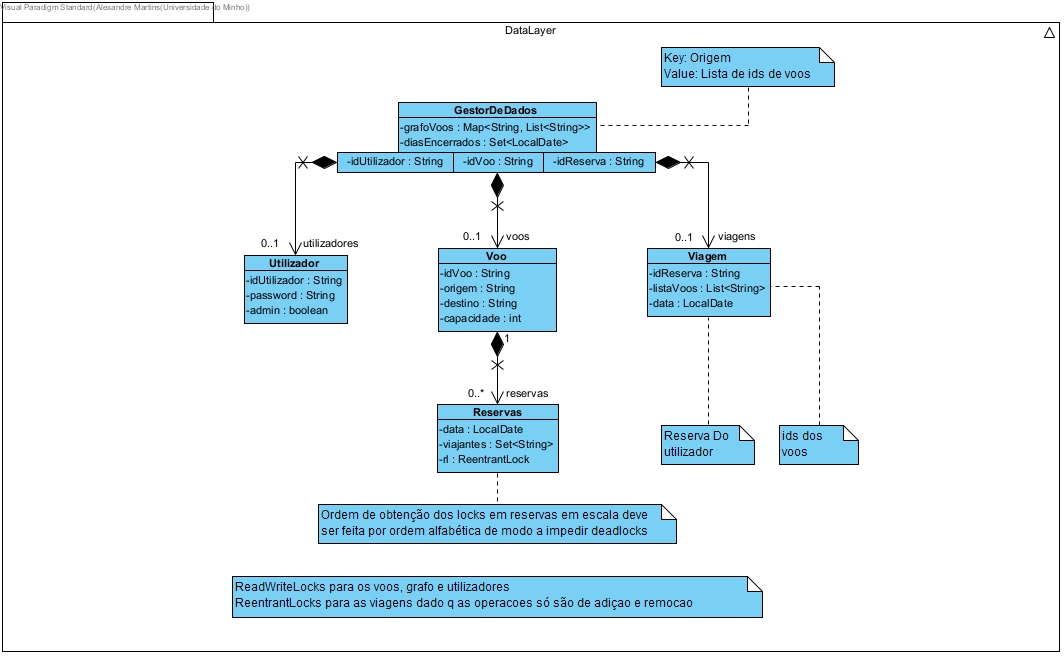 Visual Paradigm Standard(Alexandre Martins(Universidade do Minho))
DataLayer
Key: Origem
Value: Lista de ids de voos
GestorDeDados
-grafoVoos : Map<String, List<String>>
-diasEncerrados : Set<LocalDate>
-idUtilizador : String
-idVoo : String
-idReserva : String
0..1
utilizadores
0..1
voos
0..1
viagens
Utilizador
-idUtilizador : String
-password : String
-admin : boolean
Voo
-idVoo : String
-origem : String
-destino : String
-capacidade : int
Viagem
-idReserva : String
-listaVoos : List<String>
-data : LocalDate
1
0..*
reservas
Reservas
-data : LocalDate
-viajantes : Set<String>
-rl : ReentrantLock
Reserva Do
utilizador
ids dos
voos
Ordem de obtenção dos locks em reservas em escala deve
ser feita por ordem alfabética de modo a impedir deadlocks
ReadWriteLocks para os voos, grafo e utilizadores
ReentrantLocks para as viagens dado q as operacoes só são de adiçao e remocao